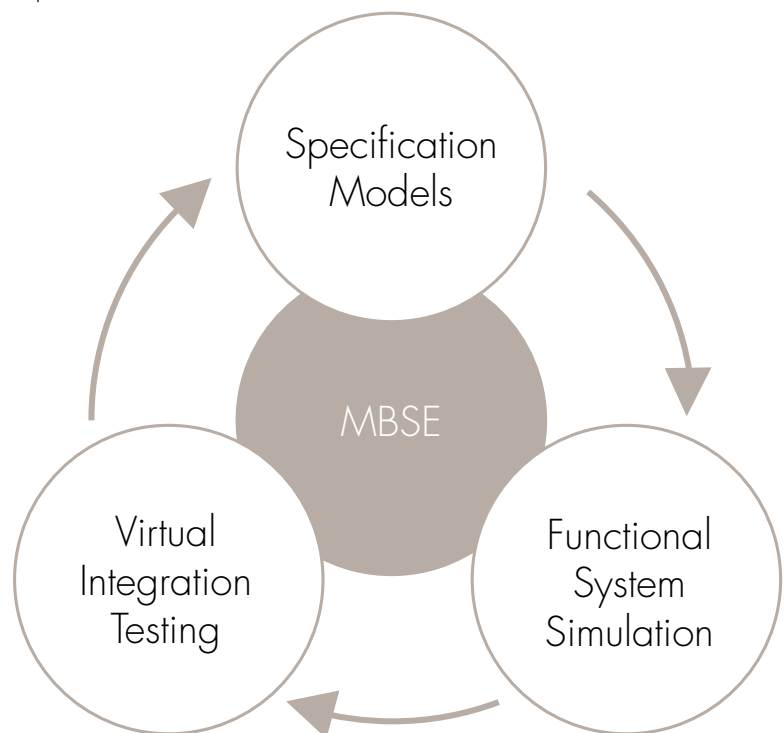 Specification
Models
MBSE
Virtual
Integration
Testing
Functional
System
Simulation